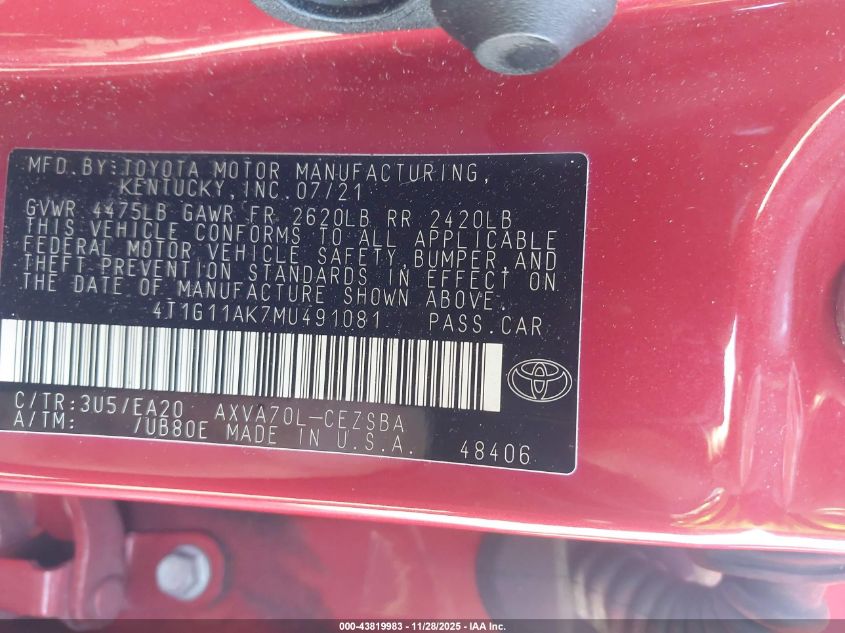 MFD.BY:TOYOTA MOTOR MANUFACTURING,
KENTUCKY,INC.07/21
GVWR 4475LB GAWR FR 2620LB RR 2420LB
THIS VEHICLE CONFORMS TO ALL APPLICABLE
FEDERAL MOTOR VEHICLE SAFETY,BUMPER,AND
THEFT PREVENTION STANDARDS IN EFFECT ON
THE DATE OF MANUFACTURE SHOWN ABOVE.
4T1G11AK7MU491081 PASS.CAR
C/TR:3U5/EA20 AXVA70L-CEZSBA
A/TM: /UB80E MADE IN U.S.A. 48406
000-43819983 - 11/28/2025 - IAA Inc.